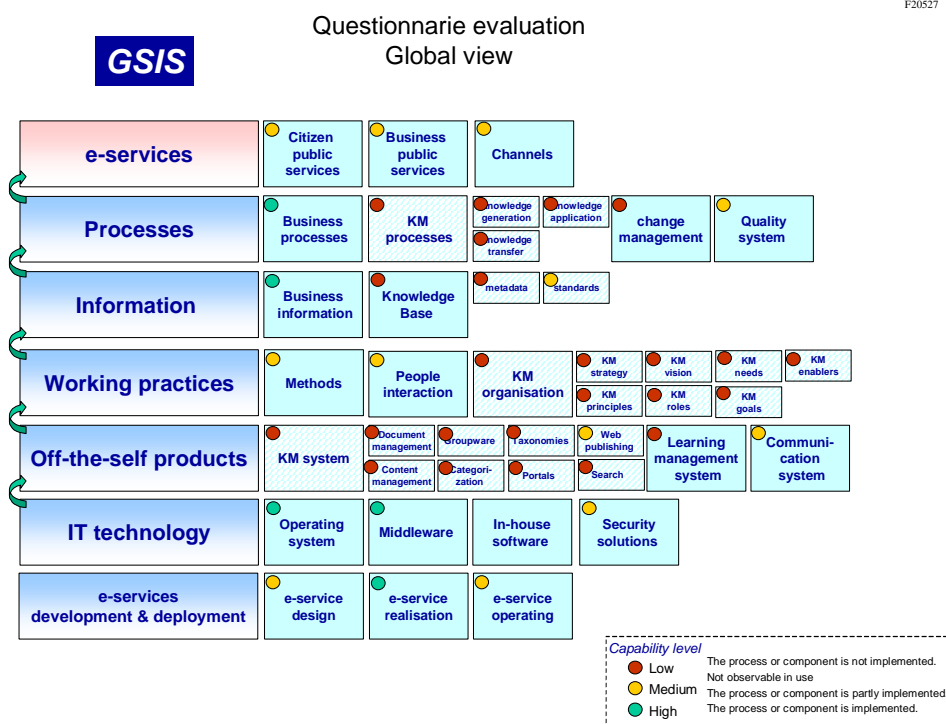 F20527
Questionnarie evaluation
Global view
GSIS
e-services
Citizen
public
services
Business
public
services
Channels
Processes
Business
processes
KM
processes
knowledge
generation
knowledge
application
knowledge
transfer
change
management
Quality
system
Information
Business
information
Knowledge
Base
metadata
standards
Working practices
Methods
People
interaction
KM
organisation
KM
strategy
KM
vision
KM
needs
KM
enablers
KM
principles
KM
roles
KM
goals
Off-the-self products
KM system
Document
management
Groupware
Taxonomies
Web
publishing
Content
management
Categori-
zation
Portals
Search
Learning
management
system
Communi-
cation
system
IT technology
Operating
system
Middleware
In-house
software
Security
solutions
e-services
development & deployment
e-service
design
e-service
realisation
e-service
operating
Capability level
Low
The process or component is not implemented.
Not observable in use
Medium
The process or component is partly implemented
High
The process or component is implemented.